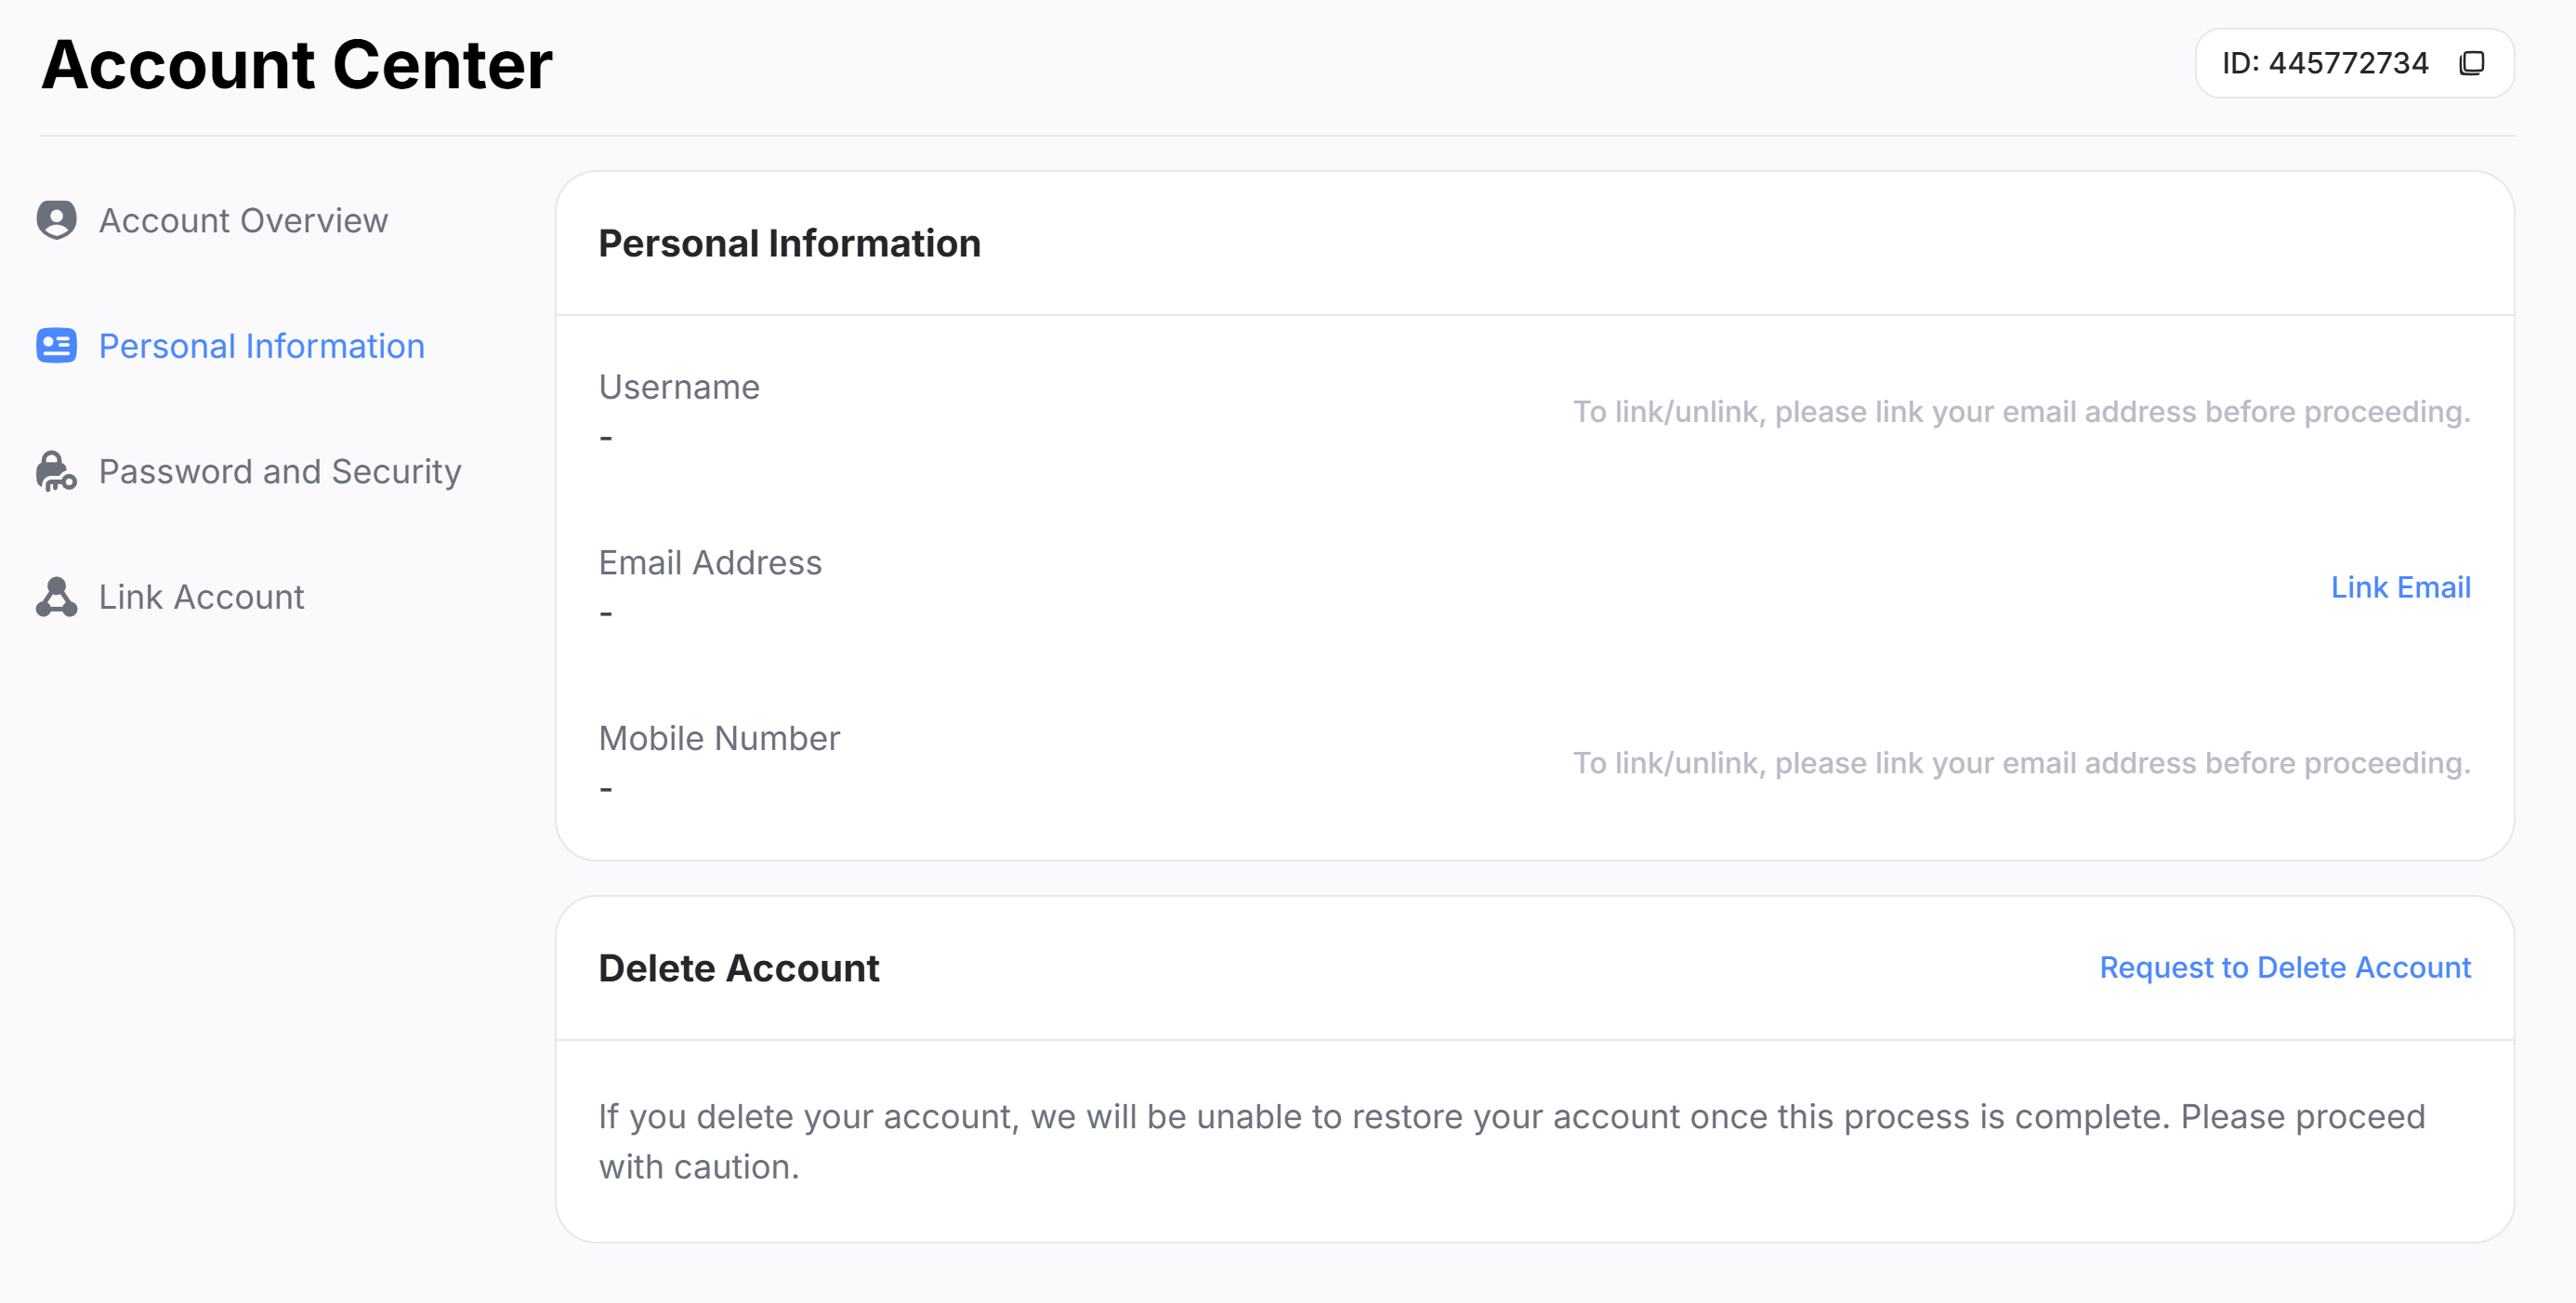 Account Center
ID: 445772734
Account Overview
Personal Information
Password and Security
Link Account
Personal Information
Username
-
To link/unlink, please link your email address before proceeding.
Email Address
-
Link Email
Mobile Number
-
To link/unlink, please link your email address before proceeding.
Delete Account
Request to Delete Account
If you delete your account, we will be unable to restore your account once this process is complete. Please proceed
with caution.